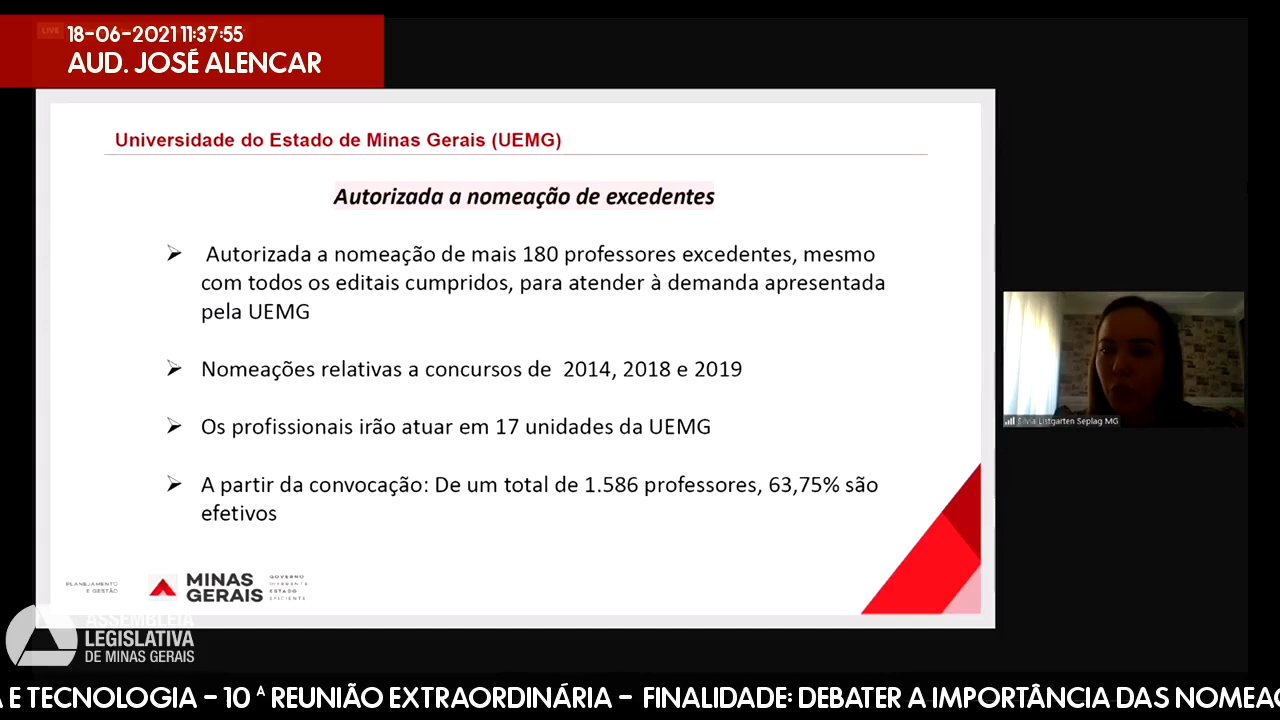 LIVE
18-06-2021 11:37:55
AUD. JOSÉ ALENCAR
Universidade do Estado de Minas Gerais (UEMG)
Autorizada a nomeação de excedentes
➢ Autorizada a nomeação de mais 180 professores excedentes, mesmo
com todos os editais cumpridos, para atender à demanda apresentada
pela UEMG
➢ Nomeações relativas a concursos de 2014, 2018 e 2019
➢ Os profissionais irão atuar em 17 unidades da UEMG
➢ A partir da convocação: De um total de 1.586 professores, 63,75% são
efetivos
Silvia Listgarten Seplag MG
PLANEJAMENTO
E GESTÃO
MINAS
GERAIS
GOVERNO
DIFERENTE
ESTADO
EFICIENTE
ASSEMBLEIA
LEGISLATIVA
DE MINAS GERAIS
A E TECNOLOGIA – 10 ª REUNIÃO EXTRAORDINÁRIA – FINALIDADE: DEBATER A IMPORTÂNCIA DAS NOMEAÇ